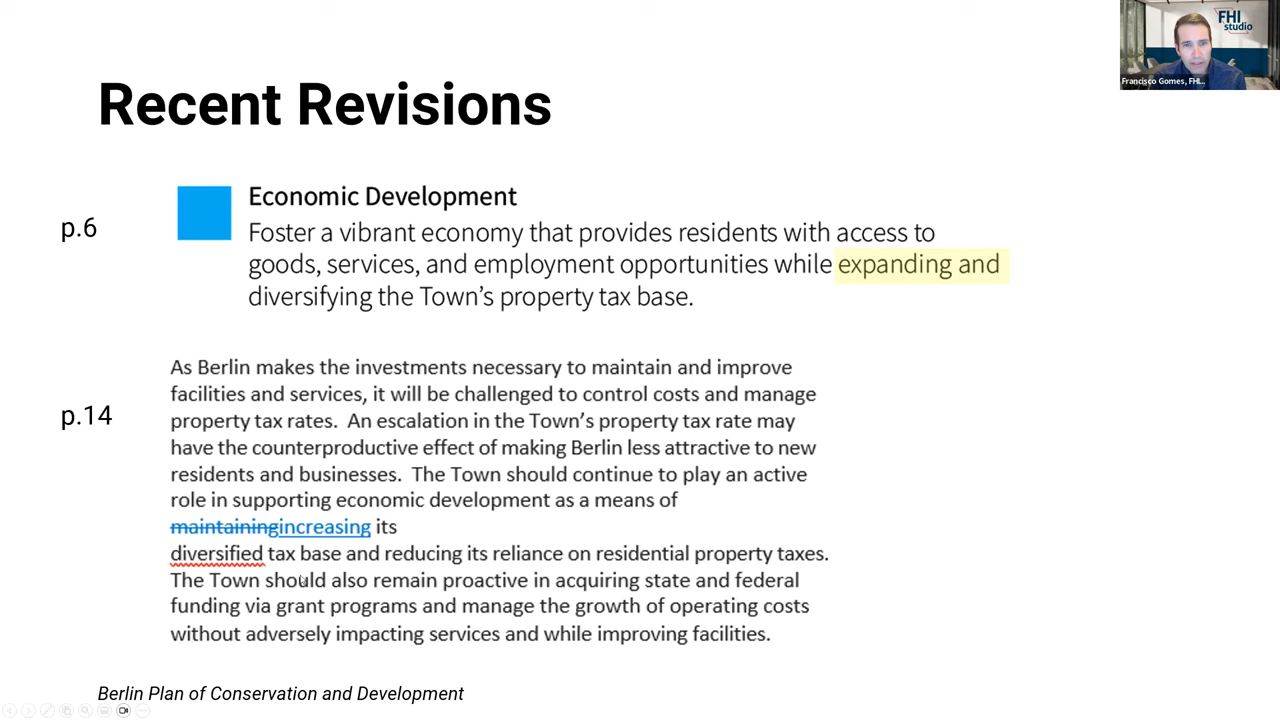 FHI
studio
Francisco Gomes, FHI...
Recent Revisions
p.6
Economic Development
Foster a vibrant economy that provides residents with access to
goods, services, and employment opportunities while expanding and
diversifying the Town’s property tax base.
p.14
As Berlin makes the investments necessary to maintain and improve
facilities and services, it will be challenged to control costs and manage
property tax rates.  An escalation in the Town’s property tax rate may
have the counterproductive effect of making Berlin less attractive to new
residents and businesses.  The Town should continue to play an active
role in supporting economic development as a means of
maintainingincreasing its
diversified tax base and reducing its reliance on residential property taxes.
The Town should also remain proactive in acquiring state and federal
funding via grant programs and manage the growth of operating costs
without adversely impacting services and while improving facilities.
Berlin Plan of Conservation and Development